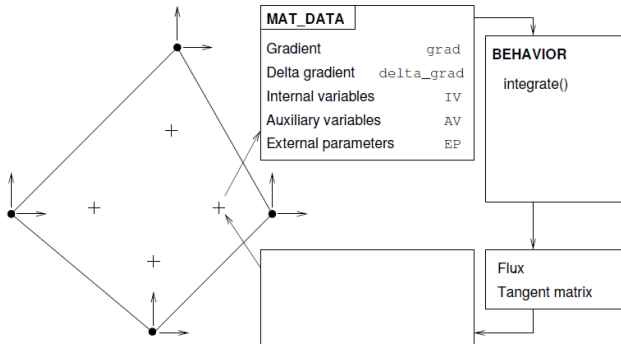 MAT_DATA
Gradient grad
Delta gradient delta_grad
Internal variables IV
Auxiliary variables AV
External parameters EP
BEHAVIOR
integrate()
Flux
Tangent matrix